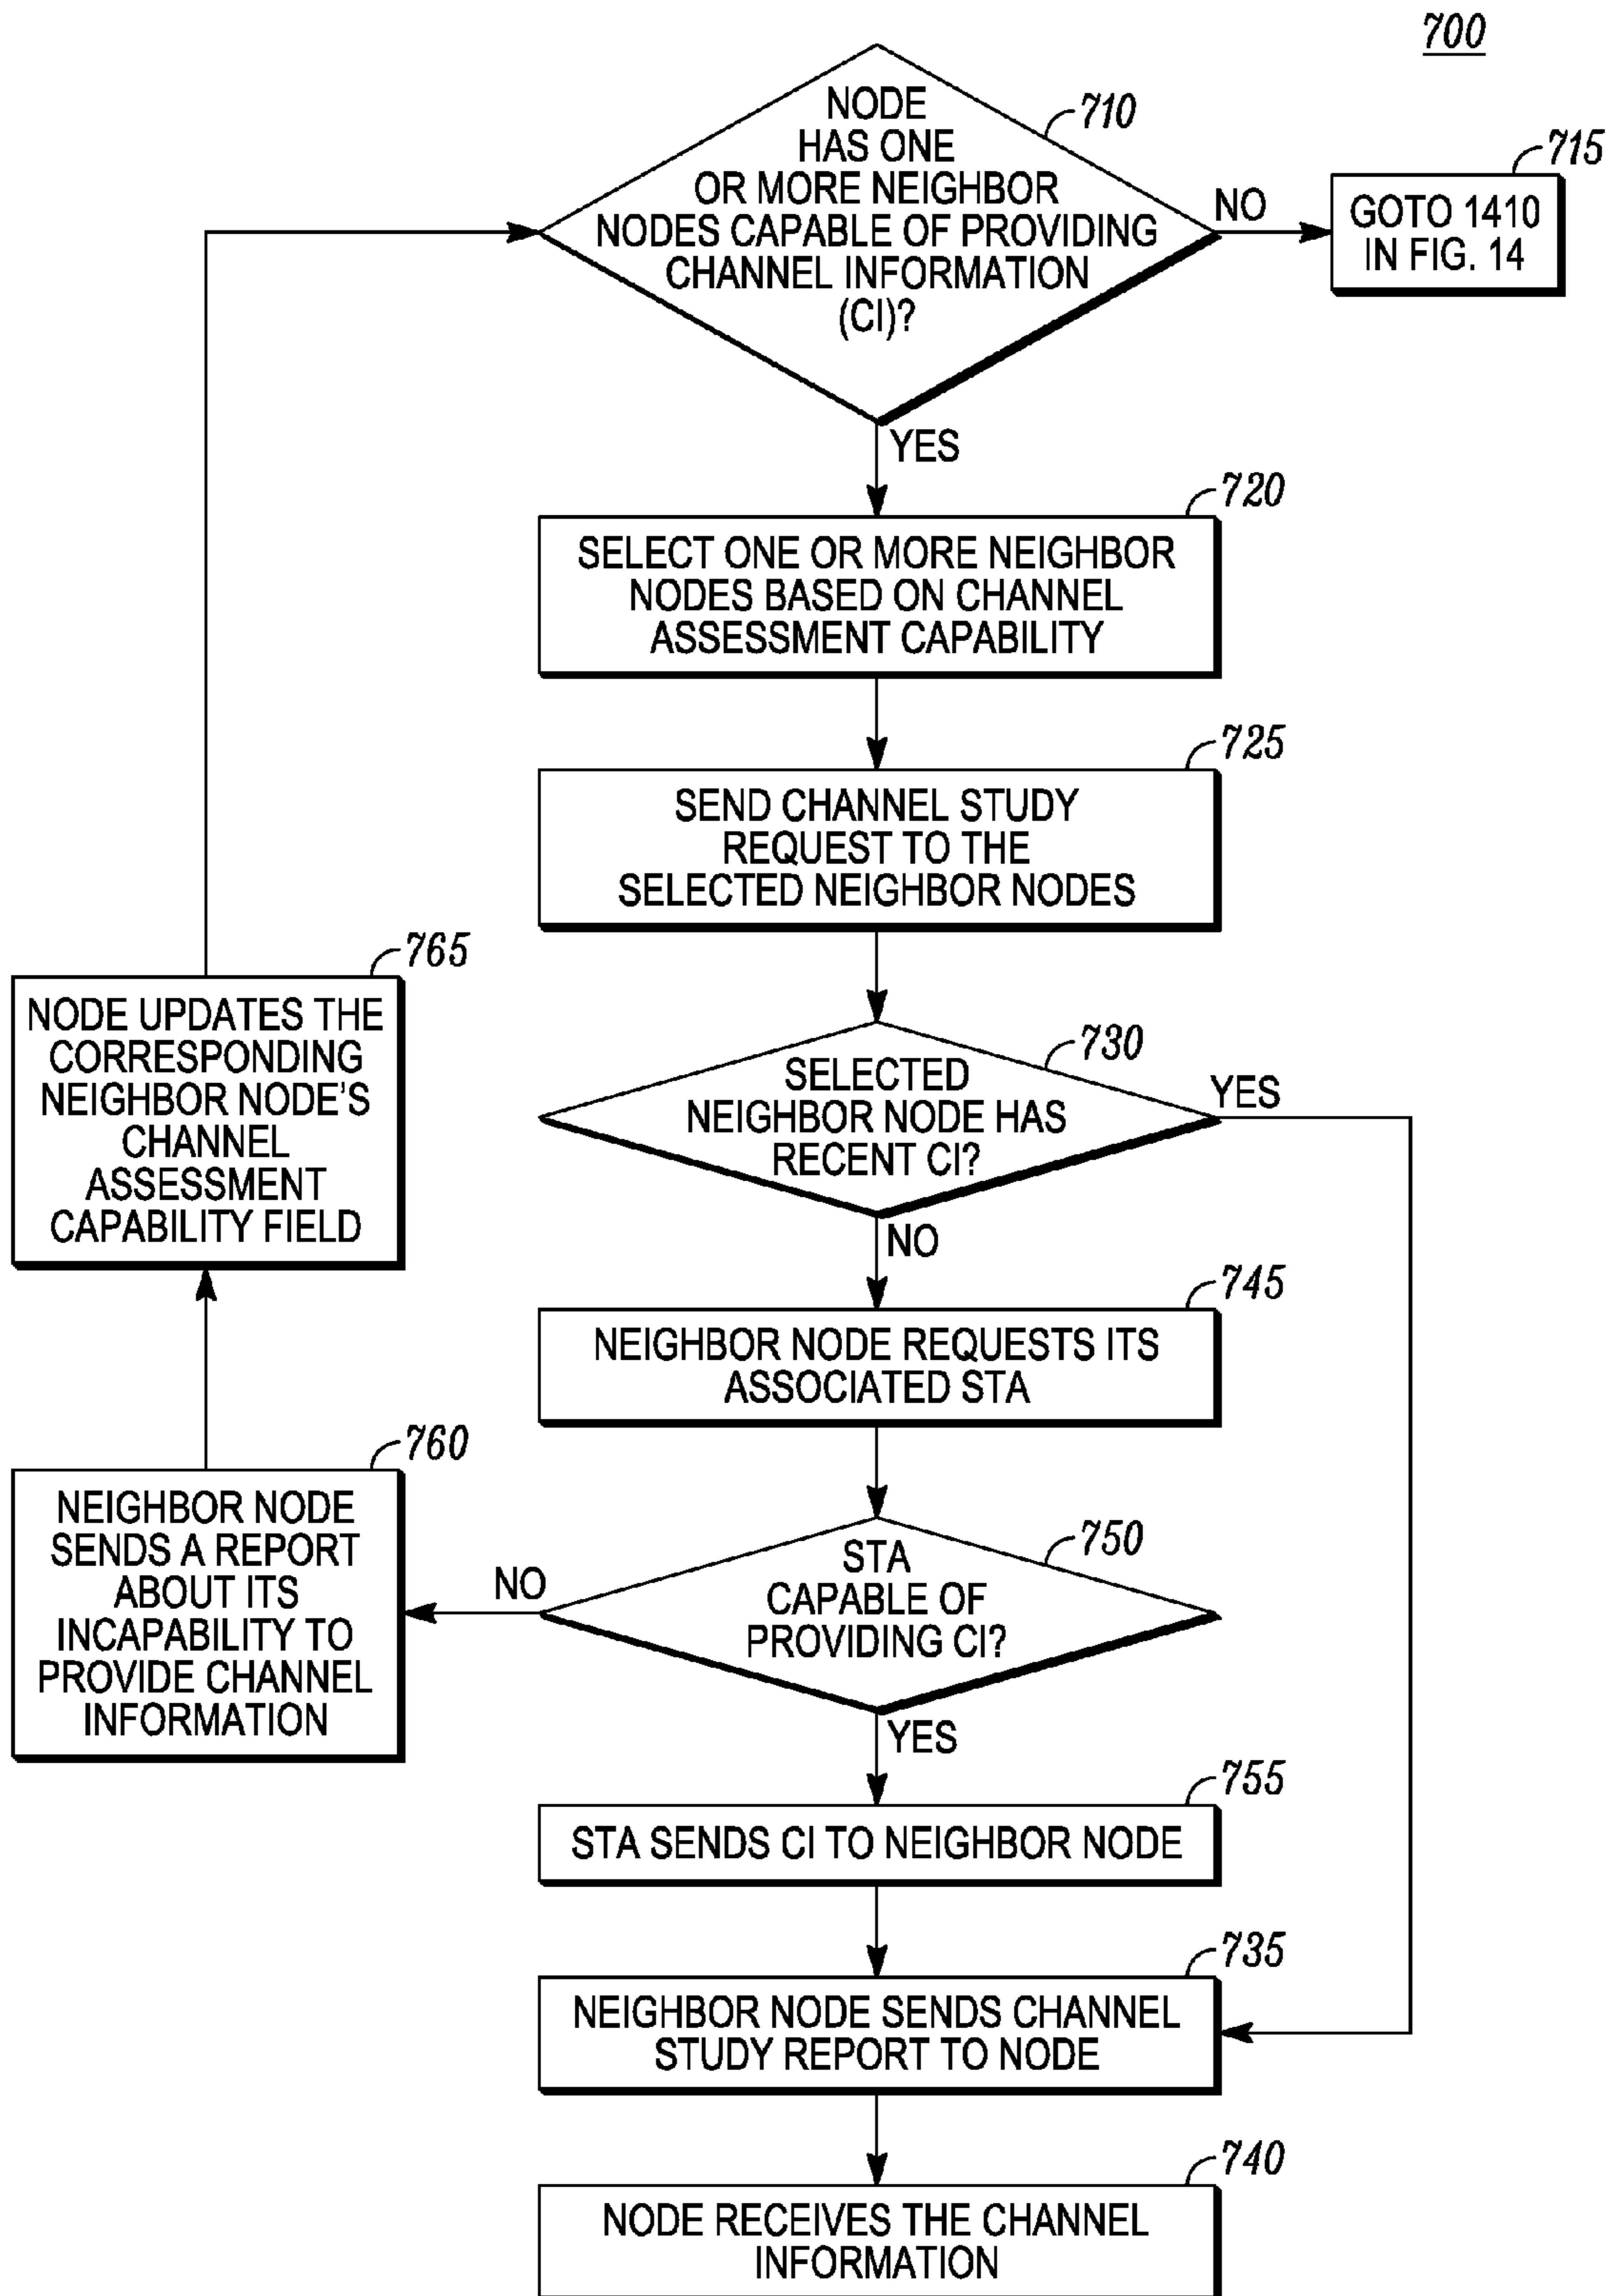 700
NODE
HAS ONE
OR MORE NEIGHBOR
NODES CAPABLE OF PROVIDING
CHANNEL INFORMATION
(CI)?
710
NO
715
GOTO 1410
IN FIG. 14
YES
720
SELECT ONE OR MORE NEIGHBOR
NODES BASED ON CHANNEL
ASSESSMENT CAPABILITY
725
SEND CHANNEL STUDY
REQUEST TO THE
SELECTED NEIGHBOR NODES
730
SELECTED
NEIGHBOR NODE HAS
RECENT CI?
YES
NO
745
NEIGHBOR NODE REQUESTS ITS
ASSOCIATED STA
750
STA
CAPABLE OF
PROVIDING CI?
NO
760
NEIGHBOR NODE
SENDS A REPORT
ABOUT ITS
INCAPABILITY TO
PROVIDE CHANNEL
INFORMATION
765
NODE UPDATES THE
CORRESPONDING
NEIGHBOR NODE'S
CHANNEL
ASSESSMENT
CAPABILITY FIELD
YES
755
STA SENDS CI TO NEIGHBOR NODE
735
NEIGHBOR NODE SENDS CHANNEL
STUDY REPORT TO NODE
740
NODE RECEIVES THE CHANNEL
INFORMATION